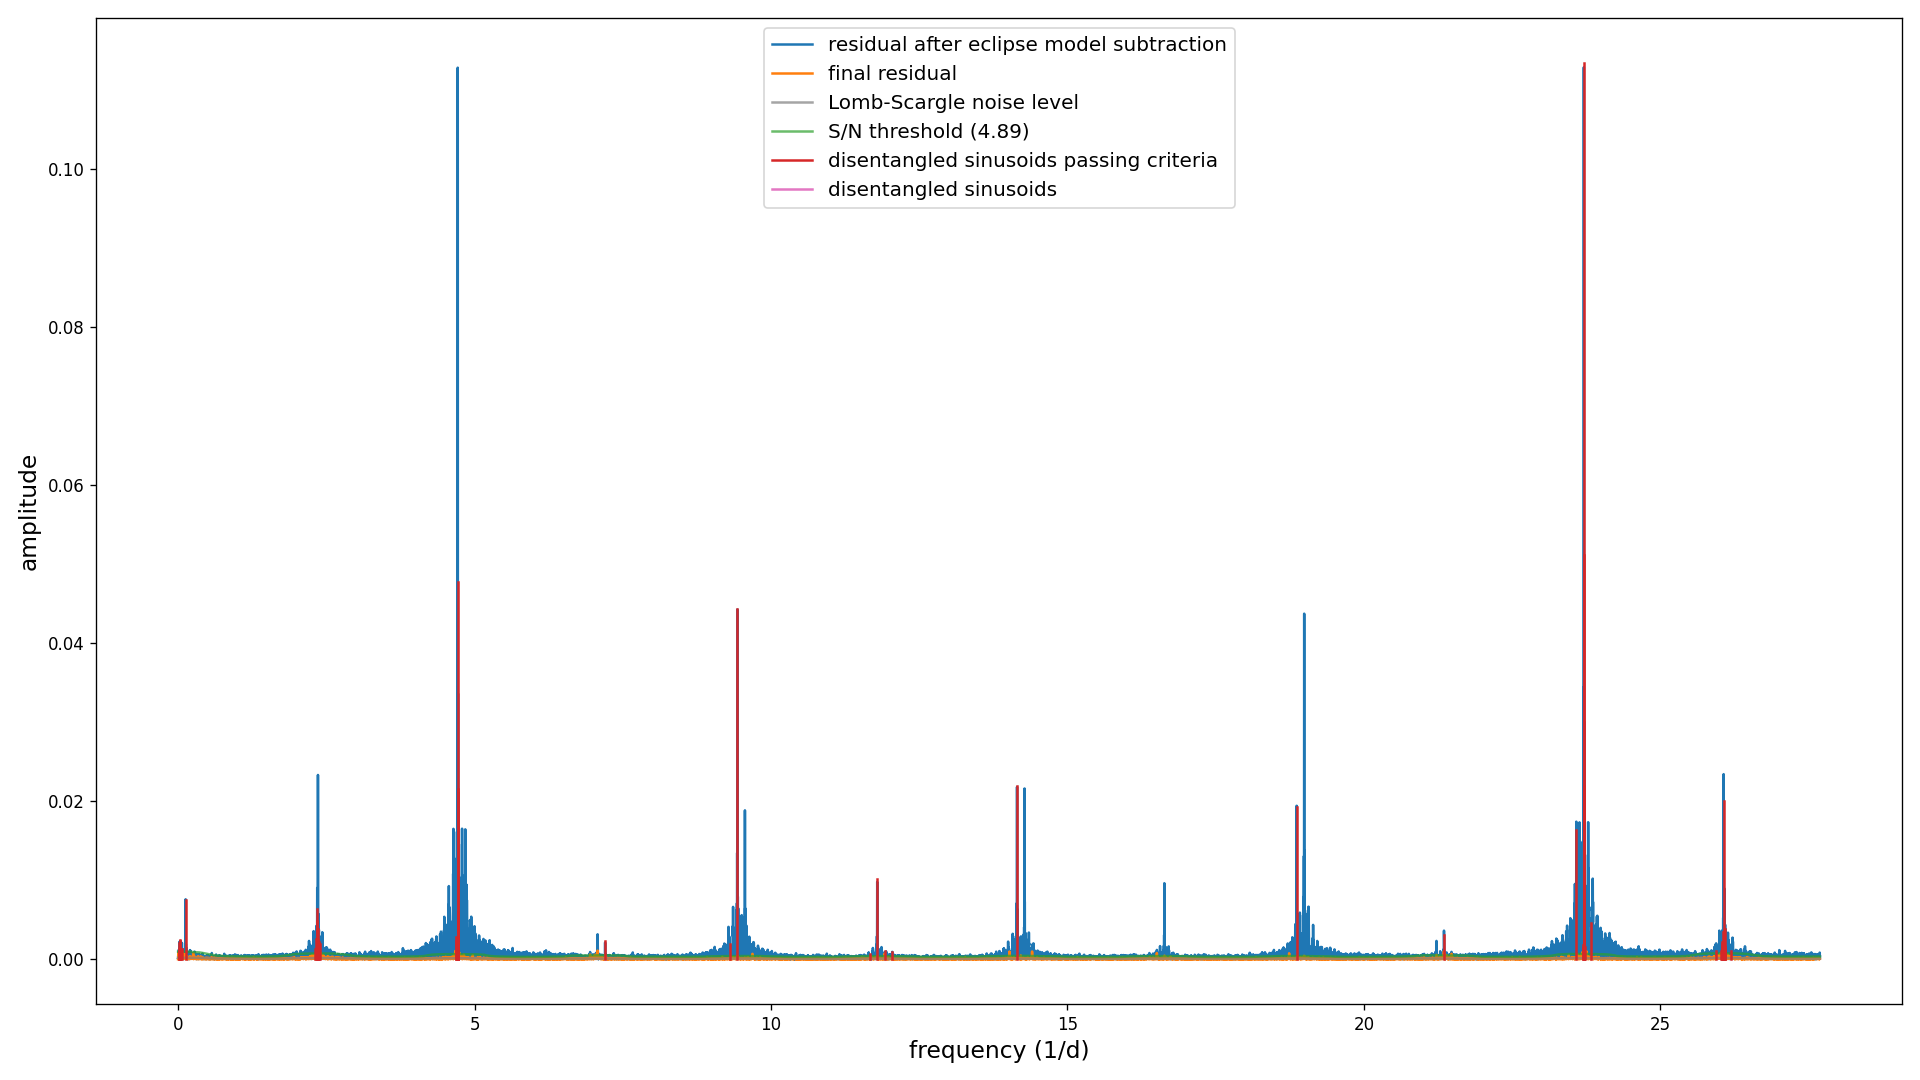 residual after eclipse model subtraction
final residual
Lomb-Scargle noise level
S/N threshold (4.89)
disentangled sinusoids passing criteria
disentangled sinusoids
amplitude
0.10
0.08
0.06
0.04
0.02
0.00
0 5 10 15 20 25
frequency (1/d)